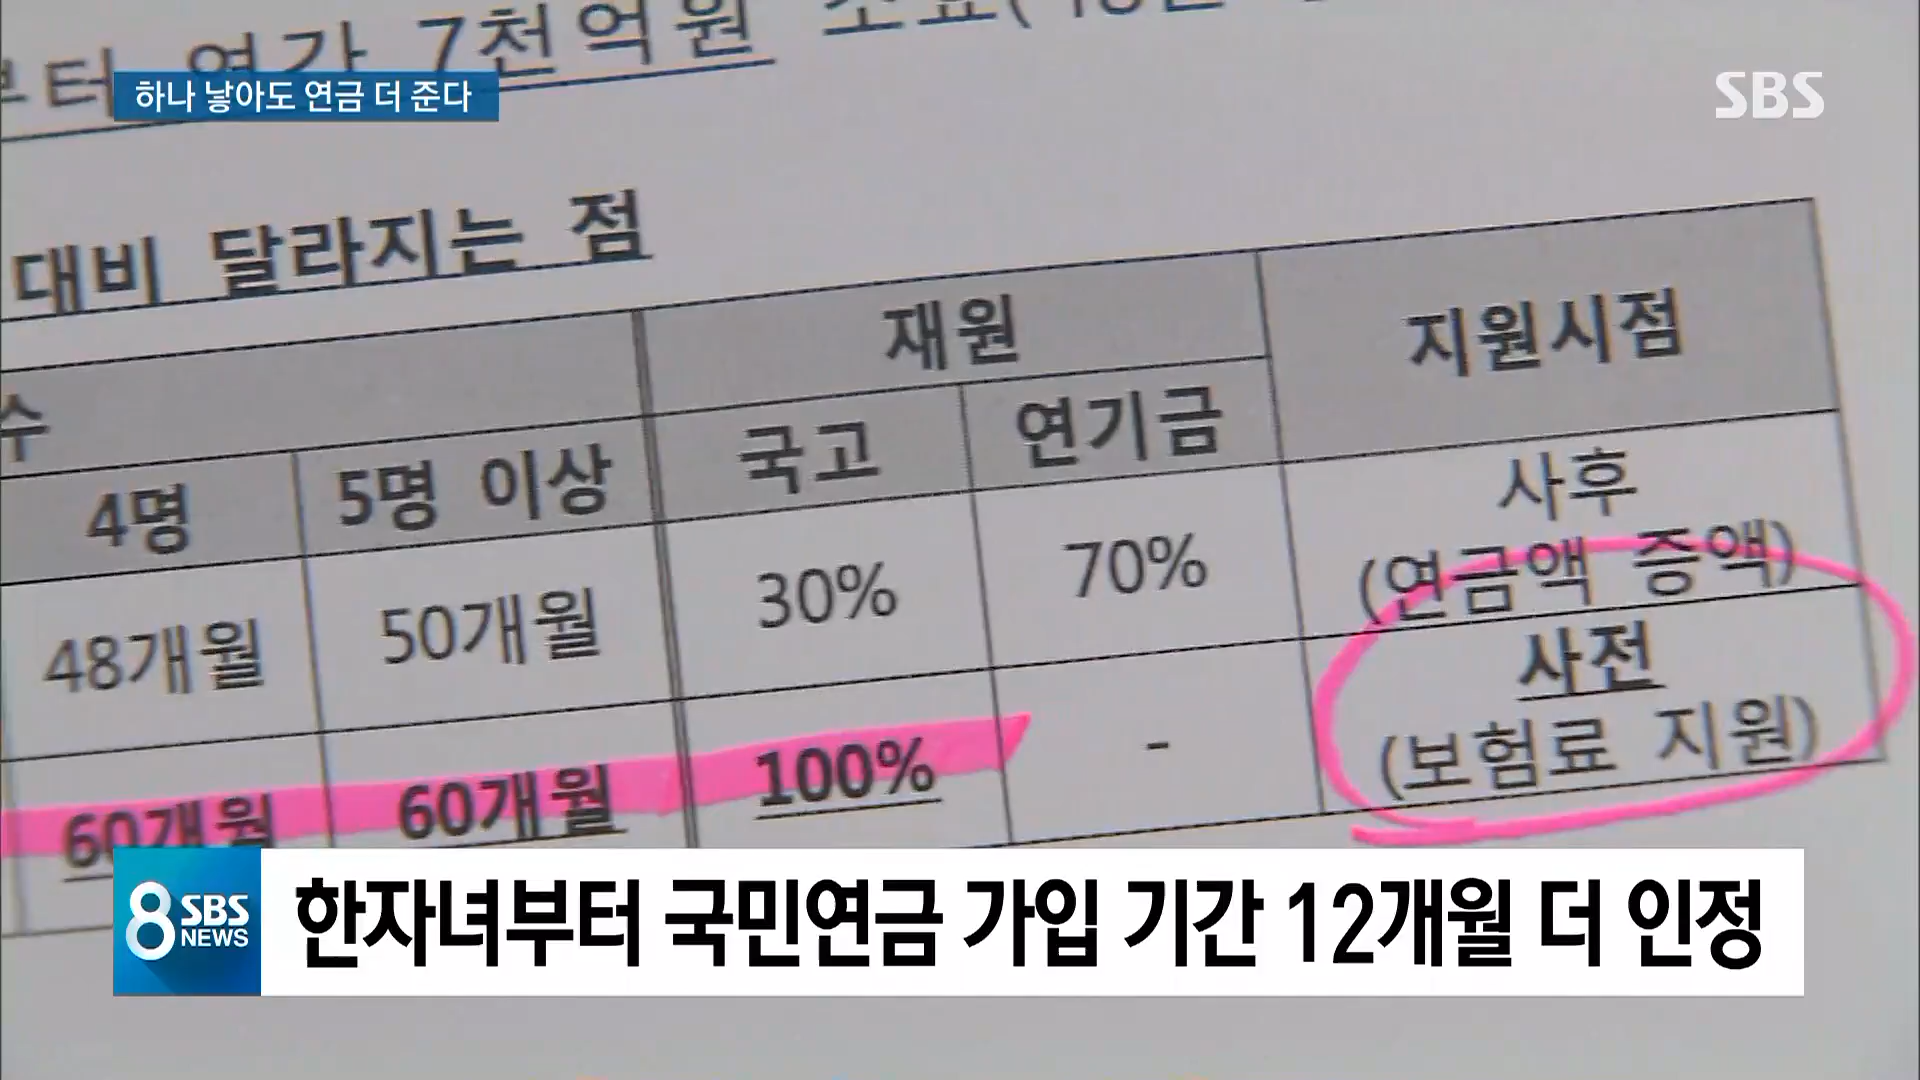 부터 연간 7천억원 소요(
하나 낳아도 연금 더 준다
SBS
대비 달라지는 점
수 재원 지원시점
4명 5명 이상 국고 연기금
48개월 50개월 30% 70% 사후
(연금액 증액)
60개월 60개월 100% - 사전
(보험료 지원)
8 SBS NEWS
한자녀부터 국민연금 가입 기간 12개월 더 인정